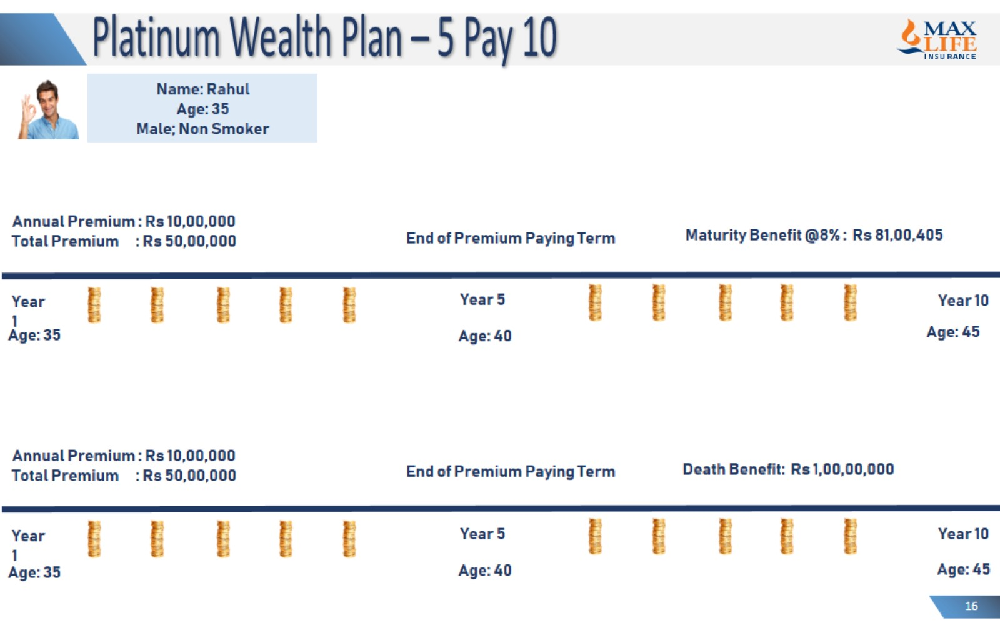 Platinum Wealth Plan – 5 Pay 10
MAX
LIFE
INSURANCE
Name: Rahul
Age: 35
Male; Non Smoker
Annual Premium : Rs 10,00,000
Total Premium : Rs 50,00,000
End of Premium Paying Term
Maturity Benefit @8% : Rs 81,00,405
Year
1
Age: 35
Year 5
Age: 40
Year 10
Age: 45
Annual Premium : Rs 10,00,000
Total Premium : Rs 50,00,000
End of Premium Paying Term
Death Benefit: Rs 1,00,00,000
Year
1
Age: 35
Year 5
Age: 40
Year 10
Age: 45
16